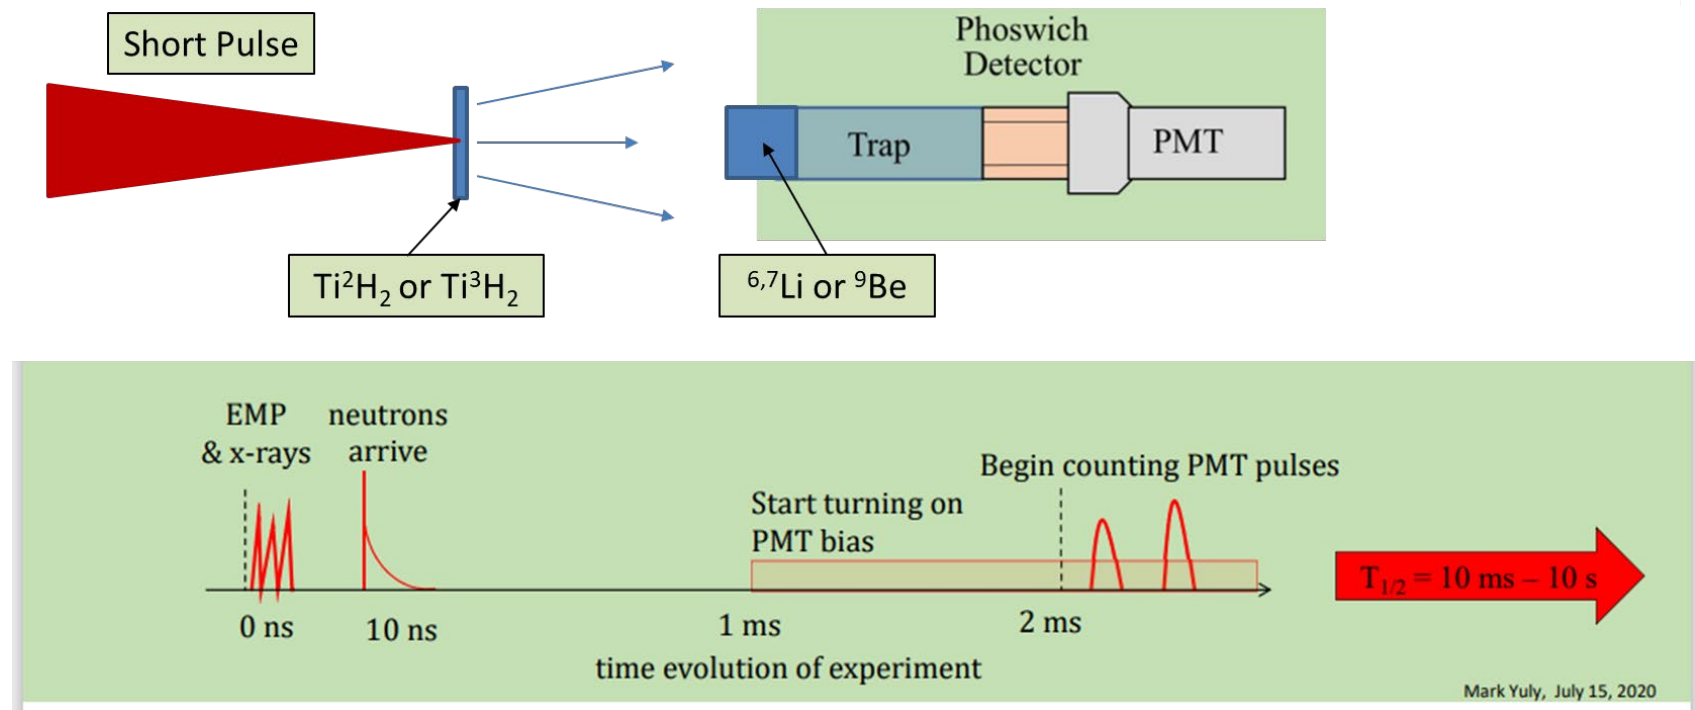 Short Pulse
Phoswich
Detector
Trap
PMT
Ti²H₂ or Ti³H₂
⁶,⁷Li or ⁹Be
EMP
& x-rays
neutrons
arrive
Begin counting PMT pulses
Start turning on
PMT bias
T₁/₂ = 10 ms – 10 s
0 ns
10 ns
1 ms
2 ms
time evolution of experiment
Mark Yuly, July 15, 2020